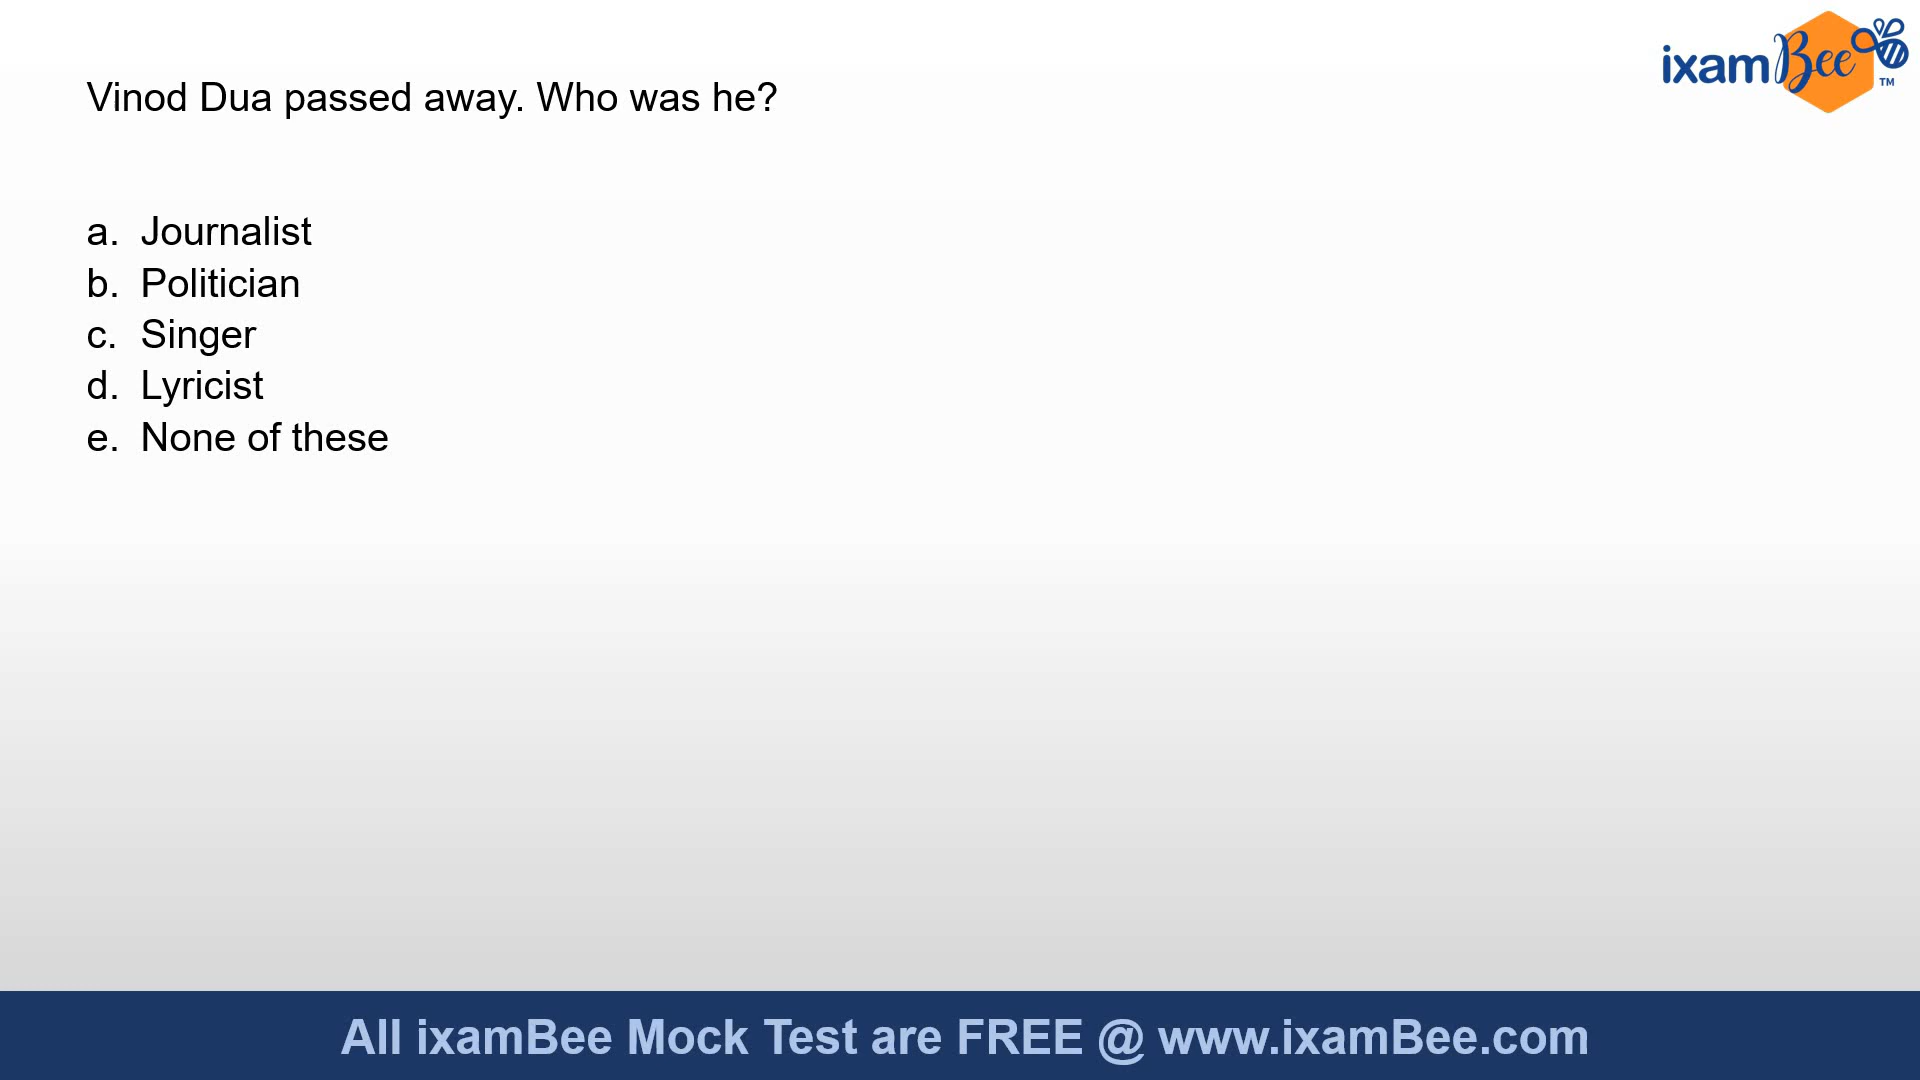 ixamBee™
Vinod Dua passed away. Who was he?
a. Journalist
b. Politician
c. Singer
d. Lyricist
e. None of these
All ixamBee Mock Test are FREE @ www.ixamBee.com